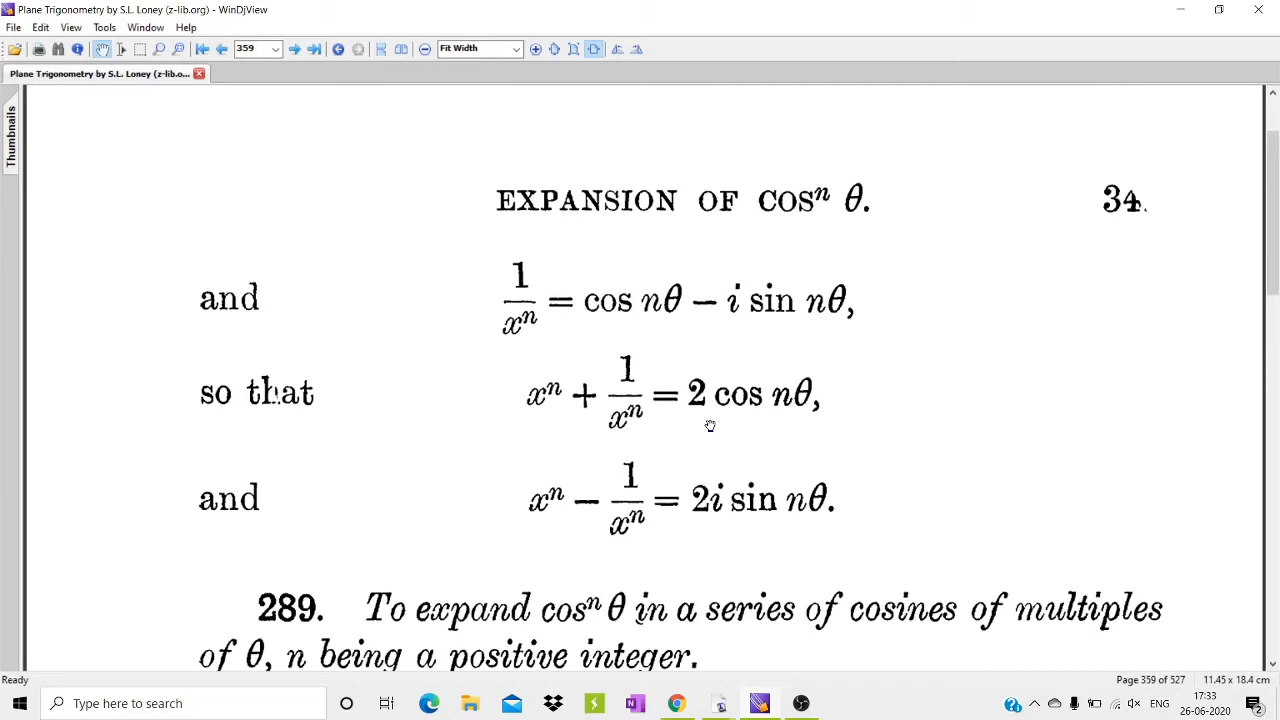 Plane Trigonometry by S.L. Loney (z-lib.org) - WinDjView
File Edit View Tools Window Help
359 Fit Width
Plane Trigonometry by S.L. Loney (z-lib.o...
Thumbnails
EXPANSION OF COSⁿ θ. 34
and 1/xⁿ = cos nθ − i sin nθ,
so that xⁿ + 1/xⁿ = 2 cos nθ,
and xⁿ − 1/xⁿ = 2i sin nθ.
289. To expand cosⁿ θ in a series of cosines of multiples
of θ, n being a positive integer.
Ready Page 359 of 527 11.45 x 18.4 cm
Type here to search ENG 17:33
26-06-2020 2